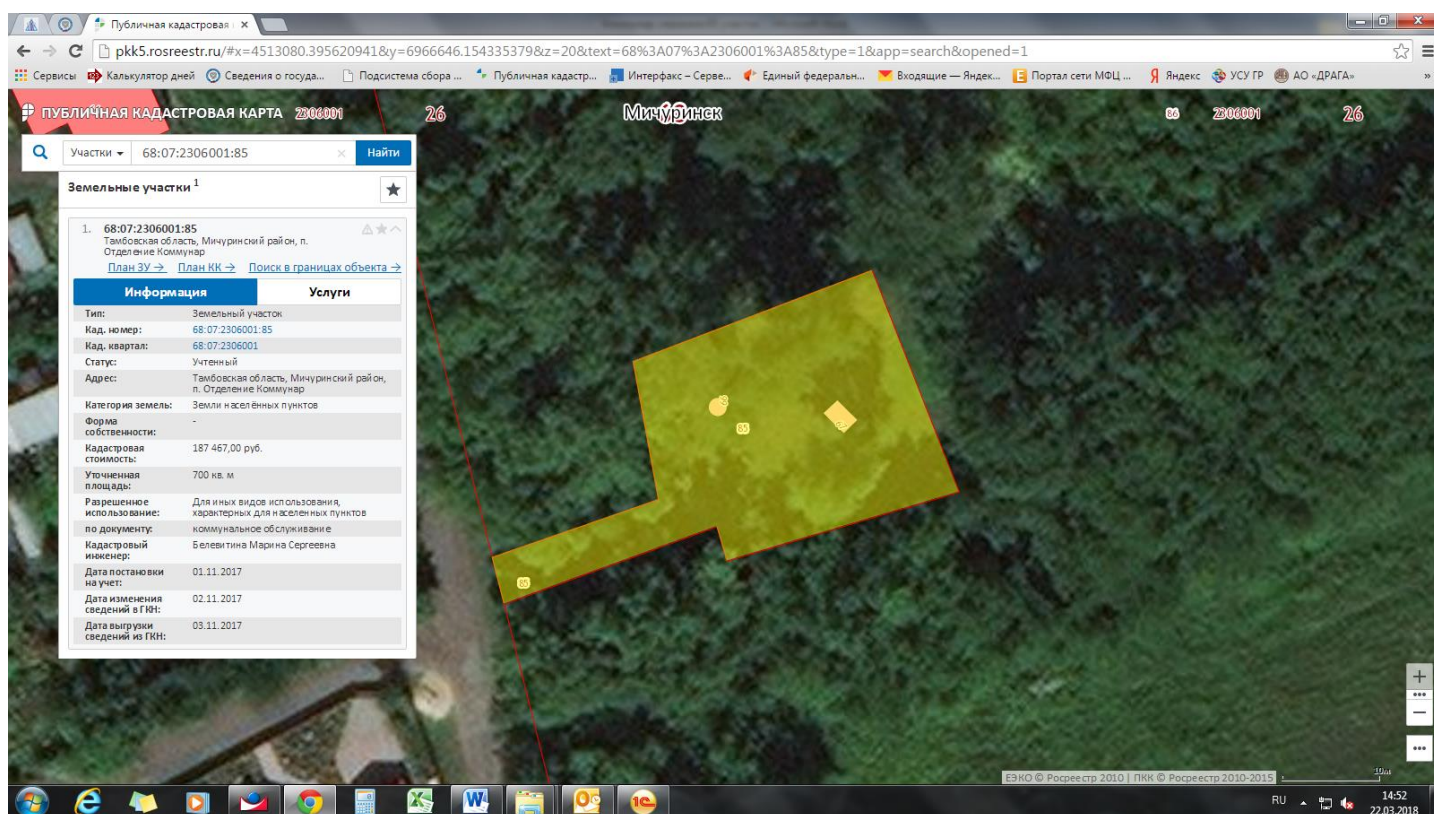 Публичная кадастровая
pkk5.rosreestr.ru/#x=4513080.395620941&y=6966646.154335379&z=20&text=68%3A07%3A2306001%3A85&type=1&app=search&opened=1
Сервисы Калькулятор дней Сведения о госуда... Подсистема сбора ... Публичная кадастр... Интерфакс – Серве... Единый федеральн... Входящие — Яндек... Портал сети МФЦ ... Яндекс УСУ ГР АО «ДРАГА» »
ПУБЛИЧНАЯ КАДАСТРОВАЯ КАРТА 2306001 26 Мичуринск 86 2306001 26
Участки 68:07:2306001:85 Найти
Земельные участки 1
1. 68:07:2306001:85
Тамбовская область, Мичуринский район, п.
Отделение Коммунар
План ЗУ → План КК → Поиск в границах объекта →
Информация Услуги
Тип: Земельный участок
Кад. номер: 68:07:2306001:85
Кад. квартал: 68:07:2306001
Статус: Учтенный
Адрес: Тамбовская область, Мичуринский район,
п. Отделение Коммунар
Категория земель: Земли населённых пунктов
Форма -
собственности:
Кадастровая 187 467,00 руб.
стоимость:
Уточненная 700 кв. м
площадь:
Разрешенное Для иных видов использования,
использование: характерных для населенных пунктов
по документу: коммунальное обслуживание
Кадастровый Белевитина Марина Сергеевна
инженер:
Дата постановки 01.11.2017
на учет:
Дата изменения 02.11.2017
сведений в ГКН:
Дата выгрузки 03.11.2017
сведений из ГКН:
85
85
10м
ЕЭКО © Росреестр 2010 | ПКК © Росреестр 2010-2015
RU 14:52
22.03.2018